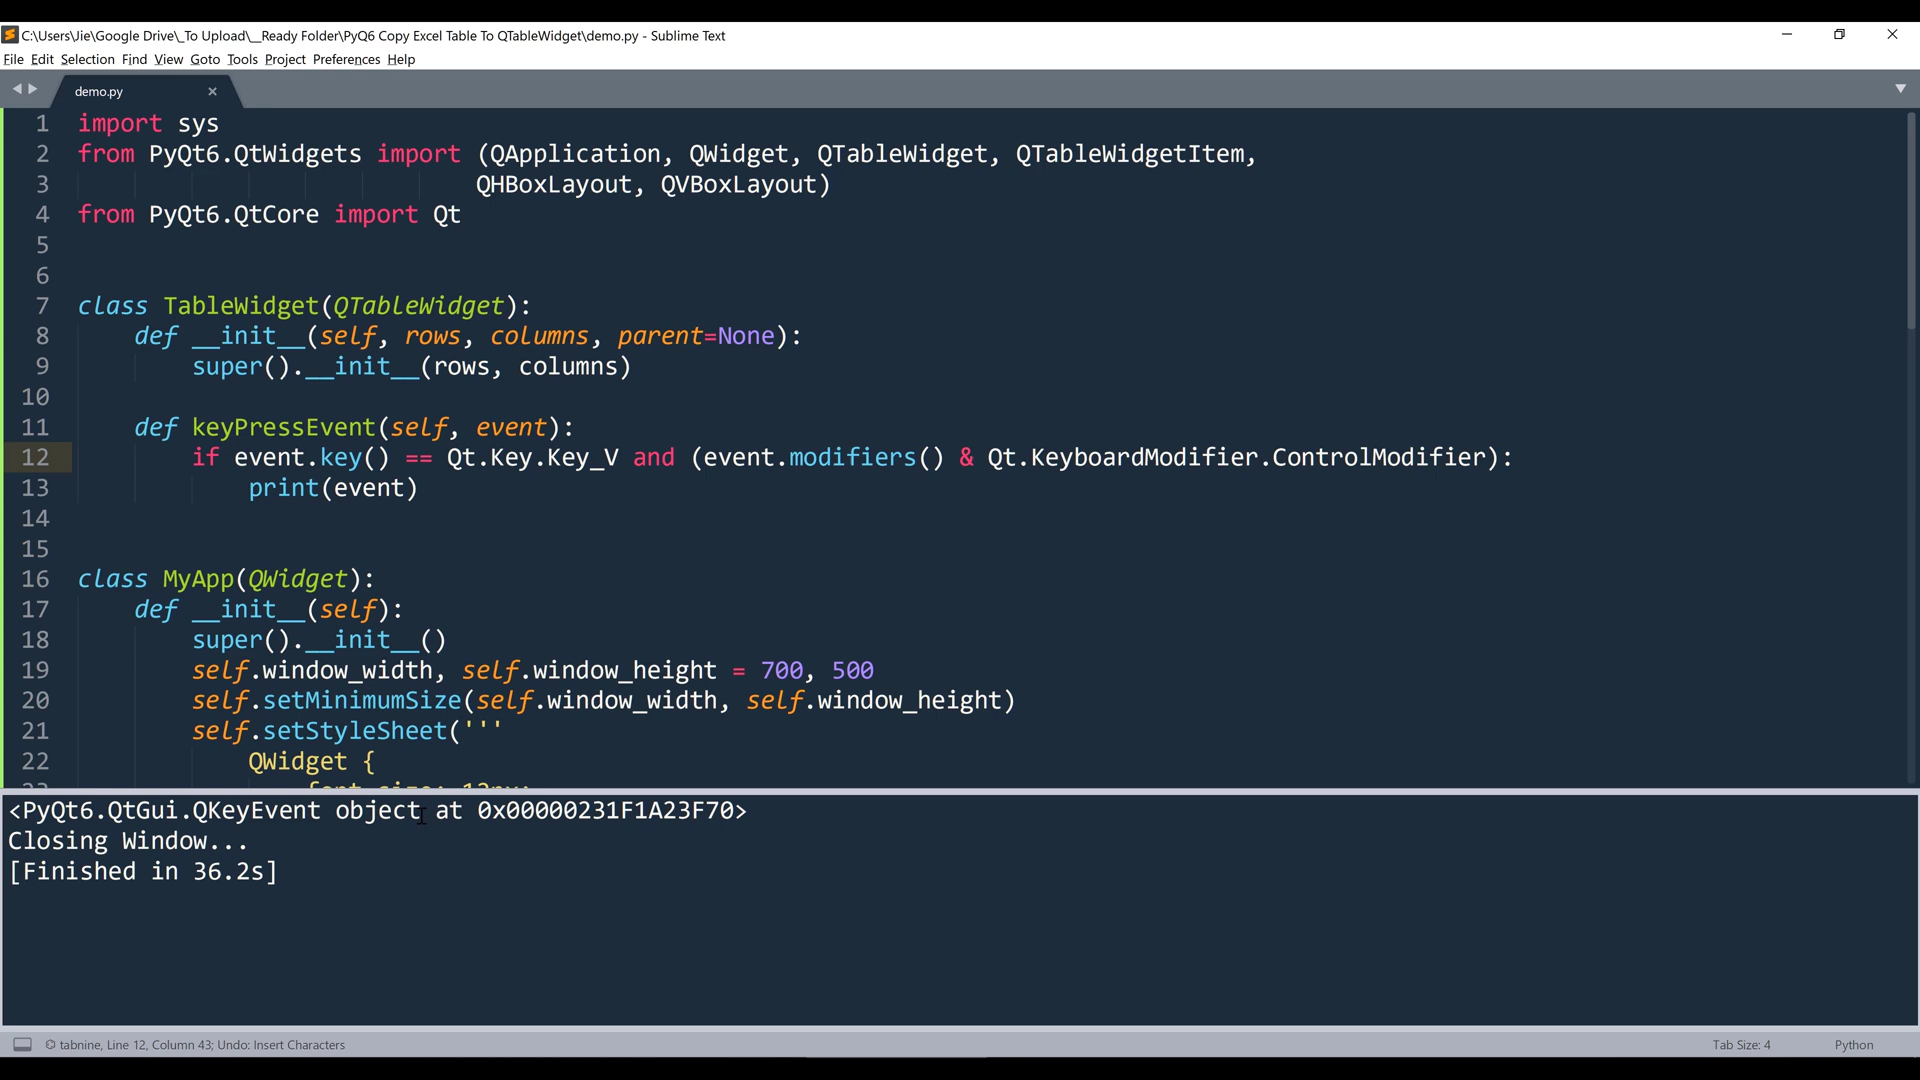 C:\Users\Jie\Google Drive\_To Upload\__Ready Folder\PyQ6 Copy Excel Table To QTableWidget\demo.py - Sublime Text
File Edit Selection Find View Goto Tools Project Preferences Help
demo.py
1 import sys
2 from PyQt6.QtWidgets import (QApplication, QWidget, QTableWidget, QTableWidgetItem,
3 QHBoxLayout, QVBoxLayout)
4 from PyQt6.QtCore import Qt
5
6
7 class TableWidget(QTableWidget):
8 def __init__(self, rows, columns, parent=None):
9 super().__init__(rows, columns)
10
11 def keyPressEvent(self, event):
12 if event.key() == Qt.Key.Key_V and (event.modifiers() & Qt.KeyboardModifier.ControlModifier):
13 print(event)
14
15
16 class MyApp(QWidget):
17 def __init__(self):
18 super().__init__()
19 self.window_width, self.window_height = 700, 500
20 self.setMinimumSize(self.window_width, self.window_height)
21 self.setStyleSheet('''
22 QWidget {
<PyQt6.QtGui.QKeyEvent object at 0x00000231F1A23F70>
Closing Window...
[Finished in 36.2s]
tabnine, Line 12, Column 43; Undo: Insert Characters
Tab Size: 4
Python